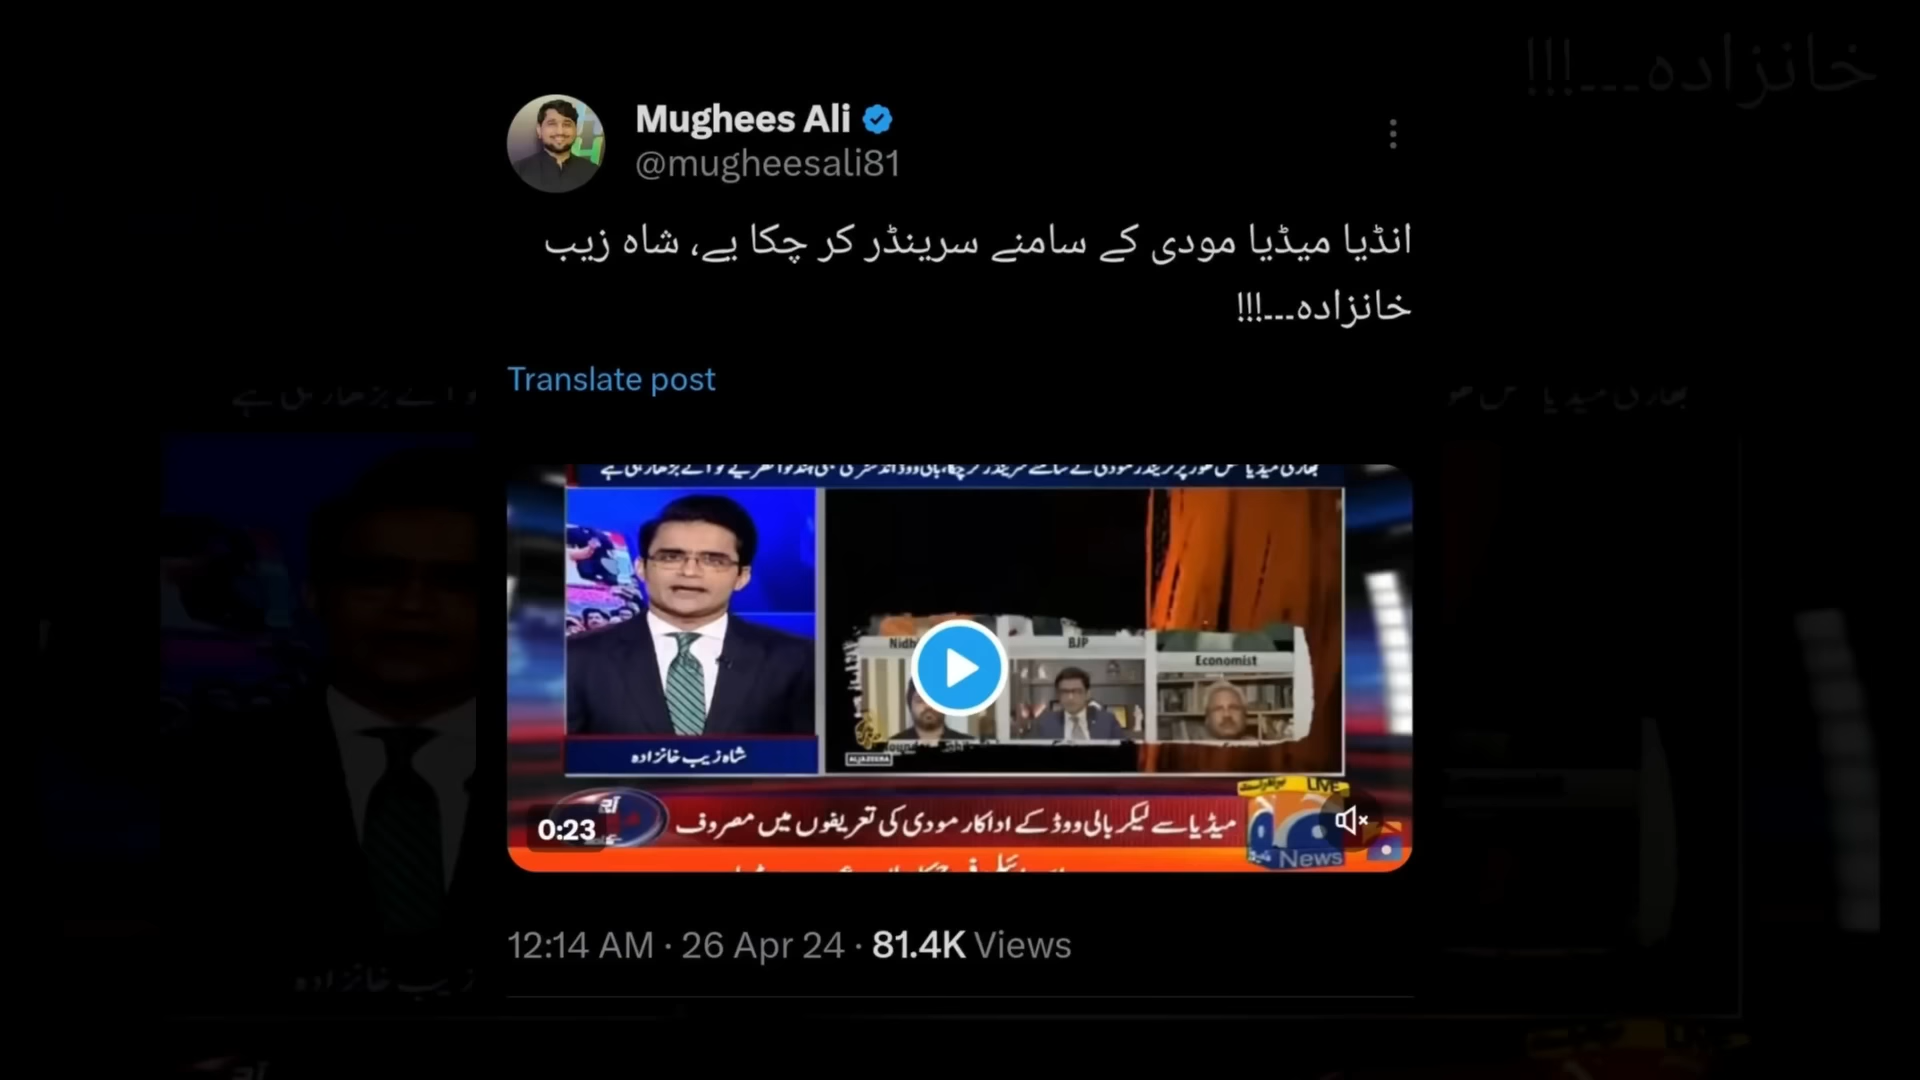 Mughees Ali
@mugheesali81
انڈیا میڈیا مودی کے سامنے سرینڈر کر چکا ہے، شاہ زیب
خانزادہ۔۔۔!!!
Translate post
BJP
Economist
ALJAZEERA
شاہ زیب خانزادہ
LIVE
میڈیا سے لیکر بالی ووڈ کے اداکار مودی کی تعریفوں میں مصروف
News
0:23
12:14 AM · 26 Apr 24 · 81.4K Views
خانزادہ۔۔۔!!!